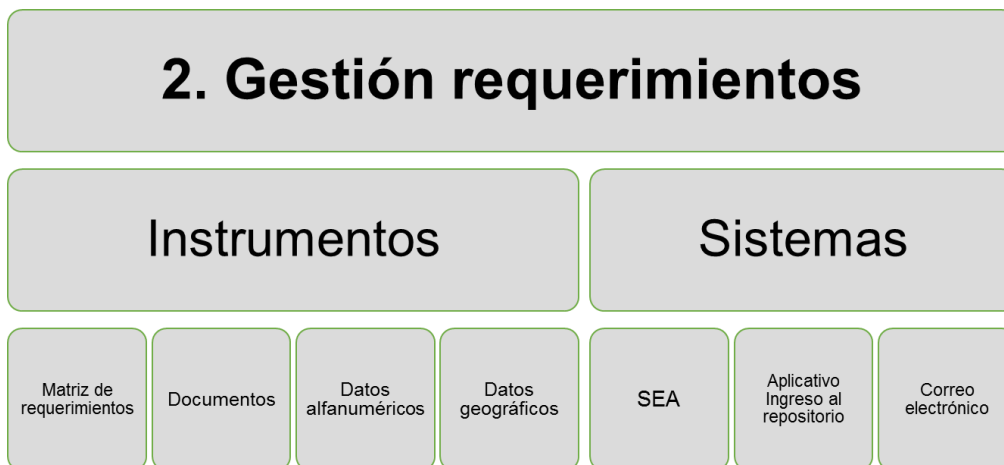 2. Gestión requerimientos
Instrumentos
Sistemas
Matriz de
requerimientos
Documentos
Datos
alfanuméricos
Datos
geográficos
SEA
Aplicativo
Ingreso al
repositorio
Correo
electrónico